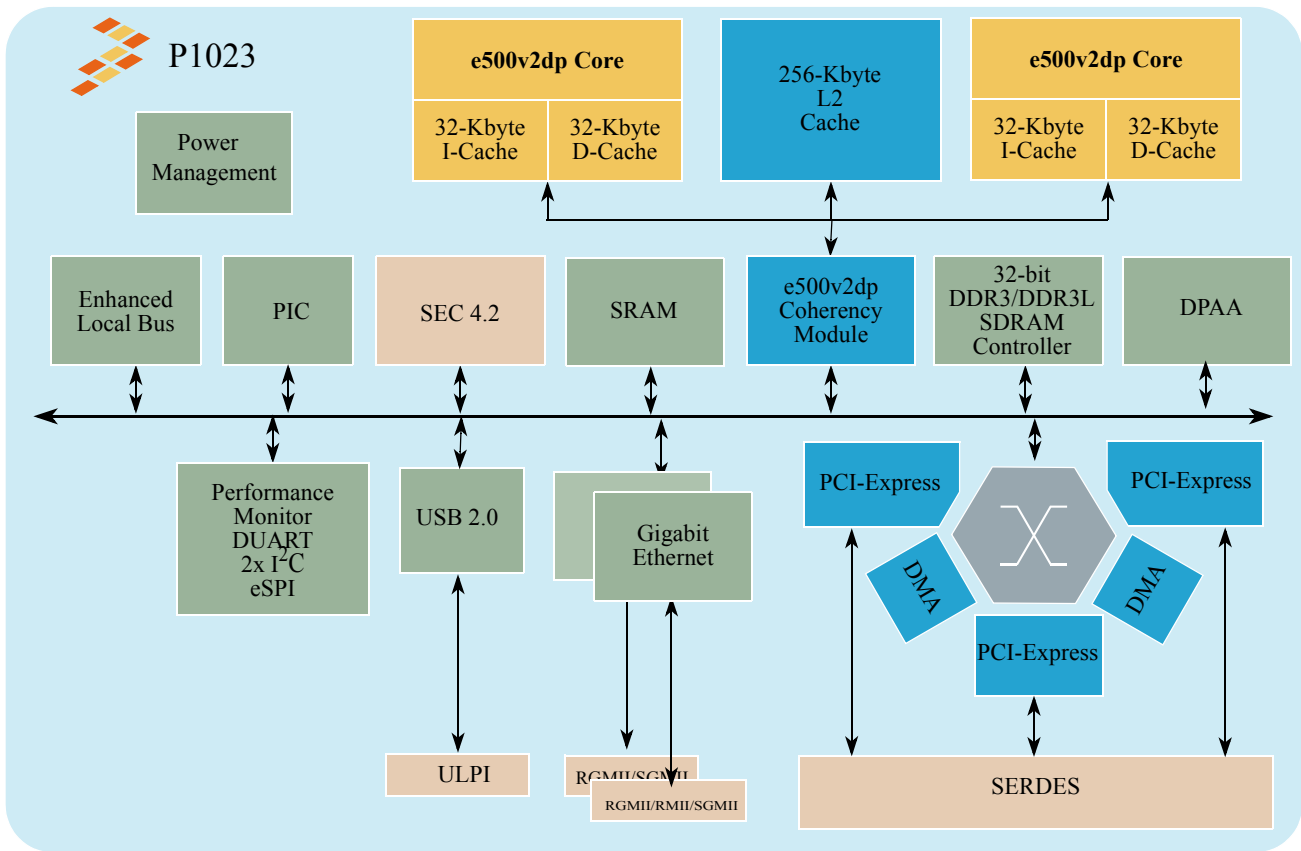 P1023
e500v2dp Core
32-Kbyte
I-Cache
32-Kbyte
D-Cache
256-Kbyte
L2
Cache
e500v2dp Core
32-Kbyte
I-Cache
32-Kbyte
D-Cache
Power
Management
Enhanced
Local Bus
PIC
SEC 4.2
SRAM
e500v2dp
Coherency
Module
32-bit
DDR3/DDR3L
SDRAM
Controller
DPAA
Performance
Monitor
DUART
2x I²C
eSPI
USB 2.0
Gigabit
Ethernet
PCI-Express
PCI-Express
DMA
DMA
PCI-Express
ULPI
RGMII/SGMII
RGMII/RMII/SGMII
SERDES